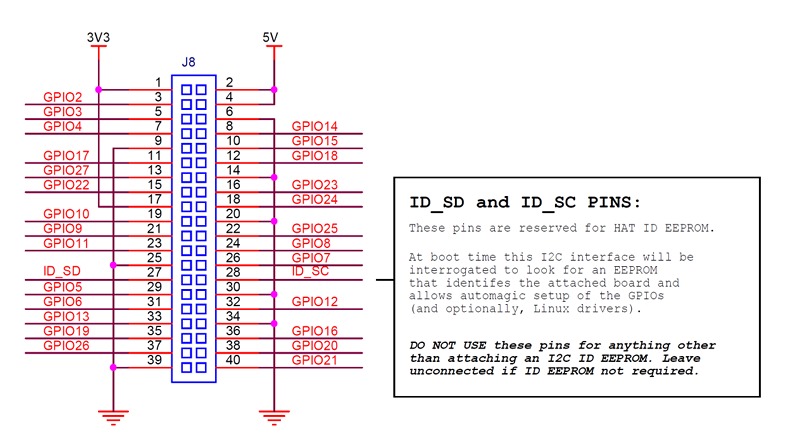 3V3 5V
J8
1 2
GPIO2 3 4
GPIO3 5 6
GPIO4 7 8 GPIO14
9 10 GPIO15
GPIO17 11 12 GPIO18
GPIO27 13 14
GPIO22 15 16 GPIO23
17 18 GPIO24
GPIO10 19 20
GPIO9 21 22 GPIO25
GPIO11 23 24 GPIO8
25 26 GPIO7
ID_SD 27 28 ID_SC
GPIO5 29 30
GPIO6 31 32 GPIO12
GPIO13 33 34
GPIO19 35 36 GPIO16
GPIO26 37 38 GPIO20
39 40 GPIO21
ID_SD and ID_SC PINS:
These pins are reserved for HAT ID EEPROM.
At boot time this I2C interface will be
interrogated to look for an EEPROM
that identifes the attached board and
allows automagic setup of the GPIOs
(and optionally, Linux drivers).
DO NOT USE these pins for anything other
than attaching an I2C ID EEPROM. Leave
unconnected if ID EEPROM not required.